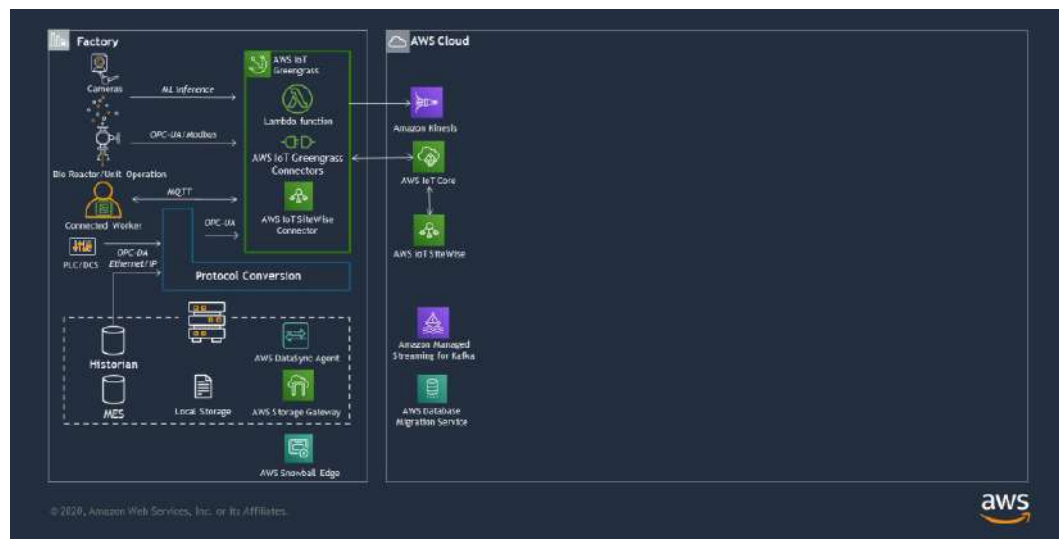 Factory
AWS Cloud
AWS IoT
Greengrass
Cameras
ML Inference
Lambda function
Amazon Kinesis
OPC-UA/Modbus
AWS IoT Greengrass
Connectors
Bio Reactor/Unit Operation
AWS IoT Core
MQTT
Connected Worker
OPC-UA
AWS IoT SiteWise
Connector
AWS IoT SiteWise
PLC/DCS
OPC-DA
Ethernet/IP
Protocol Conversion
Historian
AWS DataSync Agent
Amazon Managed
Streaming for Kafka
MES
Local Storage
AWS Storage Gateway
AWS Database
Migration Service
AWS Snowball Edge
© 2020, Amazon Web Services, Inc. or its Affiliates.
aws